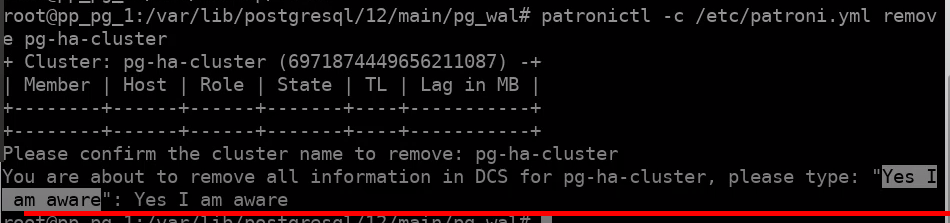 root@pp_pg_1:/var/lib/postgresql/12/main/pg_wal# patronictl -c /etc/patroni.yml remov
e pg-ha-cluster
+ Cluster: pg-ha-cluster (6971874449656211087) -+
| Member | Host | Role | State | TL | Lag in MB |
+--------+------+------+-------+----+-----------+
+--------+------+------+-------+----+-----------+
Please confirm the cluster name to remove: pg-ha-cluster
You are about to remove all information in DCS for pg-ha-cluster, please type: "Yes I
 am aware": Yes I am aware
root@pp_pg_1:/var/lib/postgresql/12/main/pg_wal#